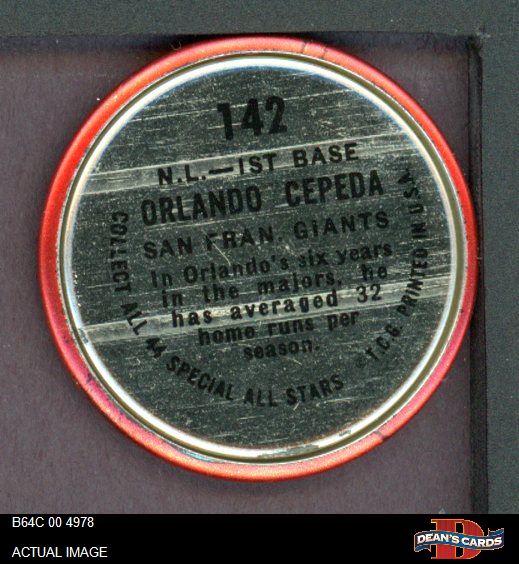 142
N.L.—IST BASE
ORLANDO CEPEDA
SAN FRAN. GIANTS
In Orlando's six years
in the majors, he
has averaged 32
home runs per
season.
COLLECT ALL 44 SPECIAL ALL STARS
© T.C.G. PRINTED IN U.S.A.
B64C 00 4978
ACTUAL IMAGE
D
DEAN'S CARDS